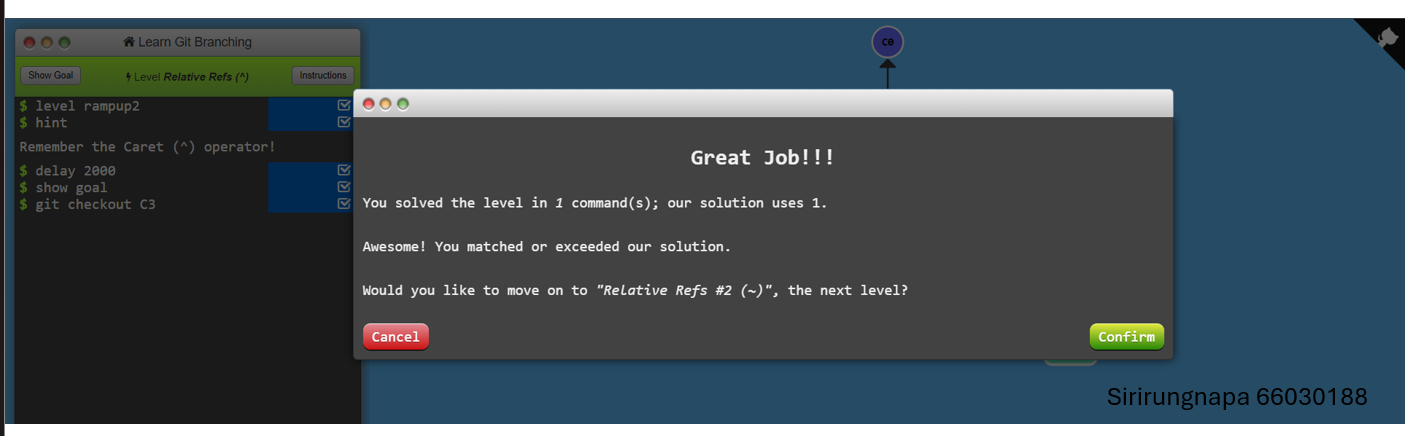 Learn Git Branching
Show Goal
Level Relative Refs (^)
Instructions
$ level rampup2
$ hint
Remember the Caret (^) operator!
$ delay 2000
$ show goal
$ git checkout C3
c0
Great Job!!!
You solved the level in 1 command(s); our solution uses 1.
Awesome! You matched or exceeded our solution.
Would you like to move on to "Relative Refs #2 (~)", the next level?
Cancel
Confirm
Sirirungnapa 66030188